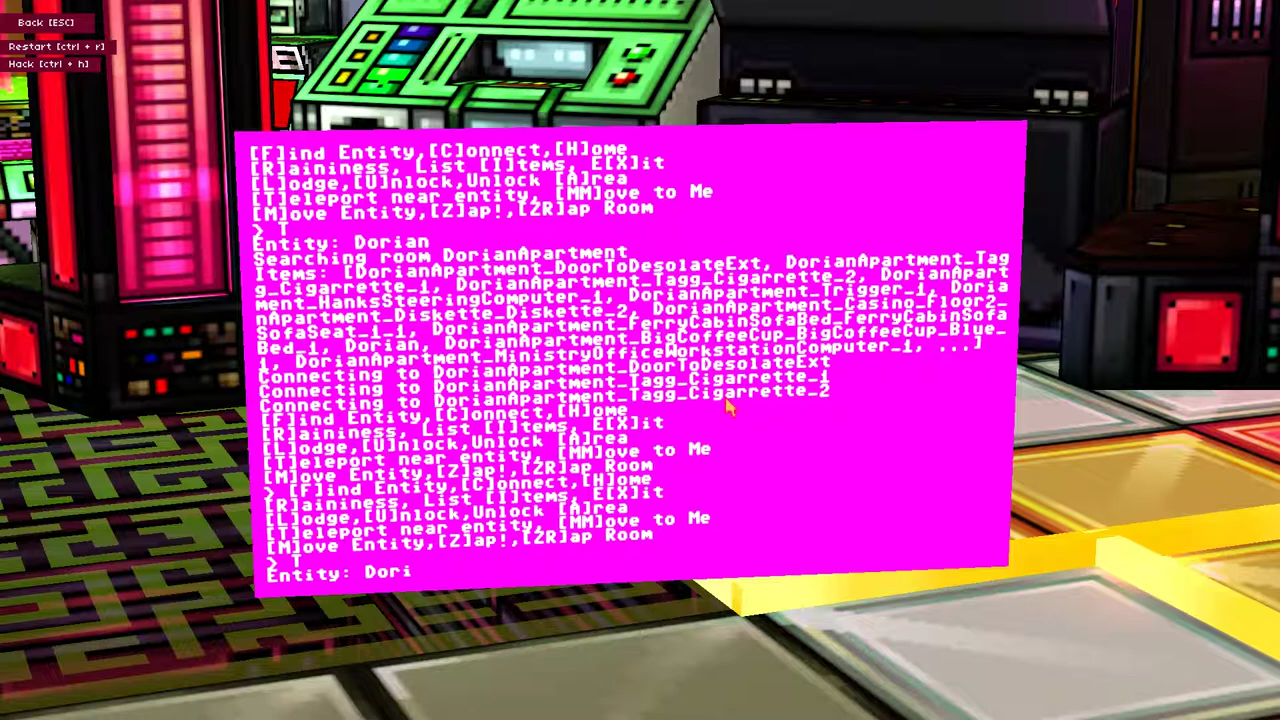 Back [ESC]
Restart [ctrl + r]
Hack [ctrl + h]
[F]ind Entity,[C]onnect,[H]ome
[R]aininess, List [I]tems, E[X]it
[L]odge,[U]nlock,Unlock [A]rea
[T]eleport near entity, [MM]ove to Me
[M]ove Entity,[Z]ap!,[ZR]ap Room
> T
Entity: Dorian
Searching room DorianApartment
Items: [DorianApartment_DoorToDesolateExt, DorianApartment_Tag
g_Cigarrette_1, DorianApartment_Tagg_Cigarrette_2, DorianApart
ment_HanksSteeringComputer_1, DorianApartment_Trigger_1, Doria
nApartment_Diskette_Diskette_2, DorianApartment_Casino_Floor2_
SofaSeat_1_1, DorianApartment_FerryCabinSofaBed_FerryCabinSofa
Bed_1, Dorian, DorianApartment_BigCoffeeCup_BigCoffeeCup_Blue_
1, DorianApartment_MinistryOfficeWorkstationComputer_1, ...]
Connecting to DorianApartment_DoorToDesolateExt
Connecting to DorianApartment_Tagg_Cigarrette_1
Connecting to DorianApartment_Tagg_Cigarrette_2
[F]ind Entity,[C]onnect,[H]ome
[R]aininess, List [I]tems, E[X]it
[L]odge,[U]nlock,Unlock [A]rea
[T]eleport near entity, [MM]ove to Me
[M]ove Entity,[Z]ap!,[ZR]ap Room
> [F]ind Entity,[C]onnect,[H]ome
[R]aininess, List [I]tems, E[X]it
[L]odge,[U]nlock,Unlock [A]rea
[T]eleport near entity, [MM]ove to Me
[M]ove Entity,[Z]ap!,[ZR]ap Room
> T
Entity: Dori